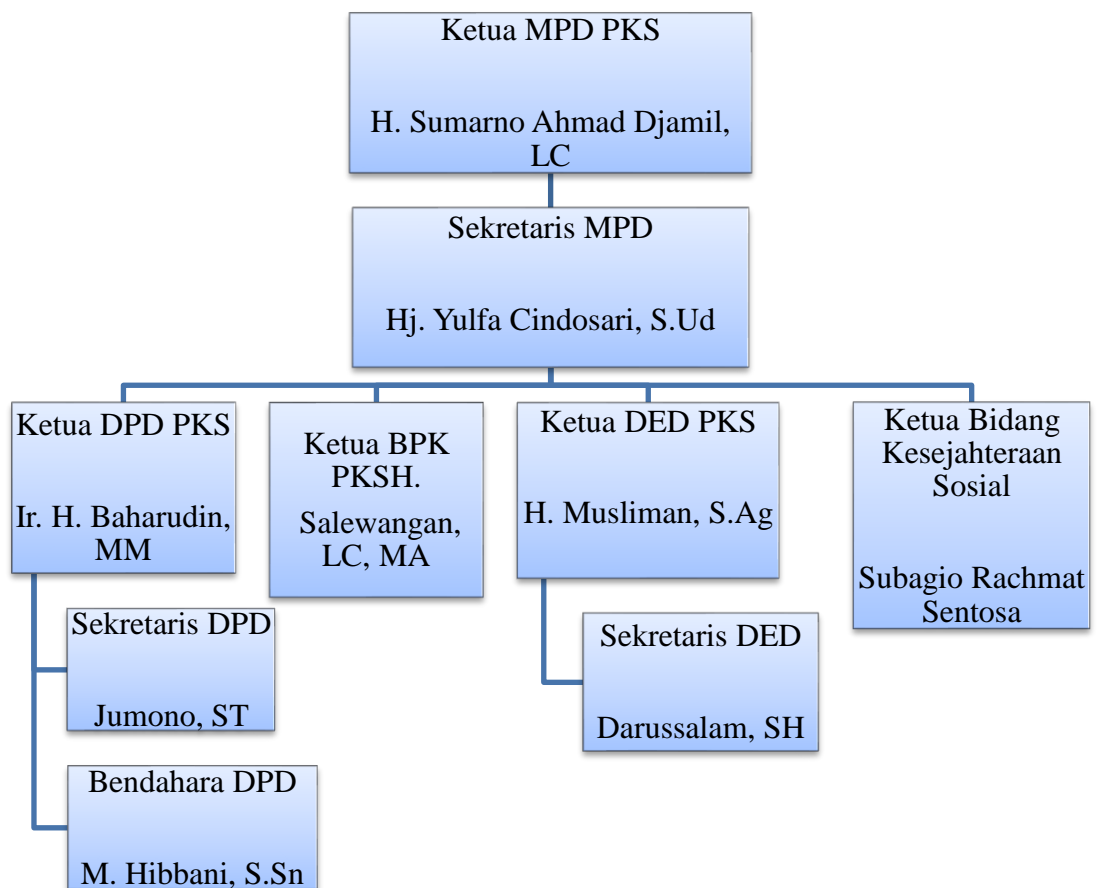 Ketua MPD PKS
H. Sumarno Ahmad Djamil,
LC
Sekretaris MPD
Hj. Yulfa Cindosari, S.Ud
Ketua DPD PKS
Ir. H. Baharudin,
MM
Ketua BPK
PKSH.
Salewangan,
LC, MA
Ketua DED PKS
H. Musliman, S.Ag
Ketua Bidang
Kesejahteraan
Sosial
Subagio Rachmat
Sentosa
Sekretaris DPD
Jumono, ST
Sekretaris DED
Darussalam, SH
Bendahara DPD
M. Hibbani, S.Sn